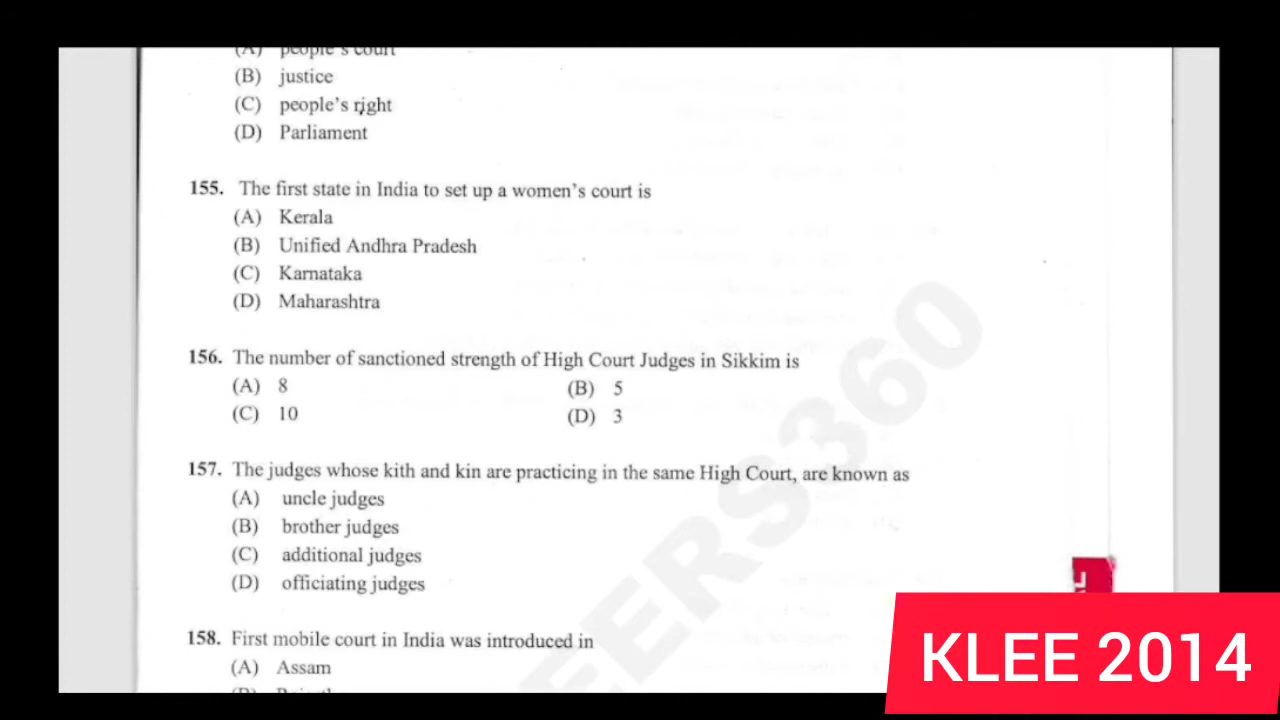 (A) people's court
(B) justice
(C) people's right
(D) Parliament
155. The first state in India to set up a women's court is
(A) Kerala
(B) Unified Andhra Pradesh
(C) Karnataka
(D) Maharashtra
156. The number of sanctioned strength of High Court Judges in Sikkim is
(A) 8 (B) 5
(C) 10 (D) 3
157. The judges whose kith and kin are practicing in the same High Court, are known as
(A) uncle judges
(B) brother judges
(C) additional judges
(D) officiating judges
158. First mobile court in India was introduced in
(A) Assam
EERS360
KLEE 2014